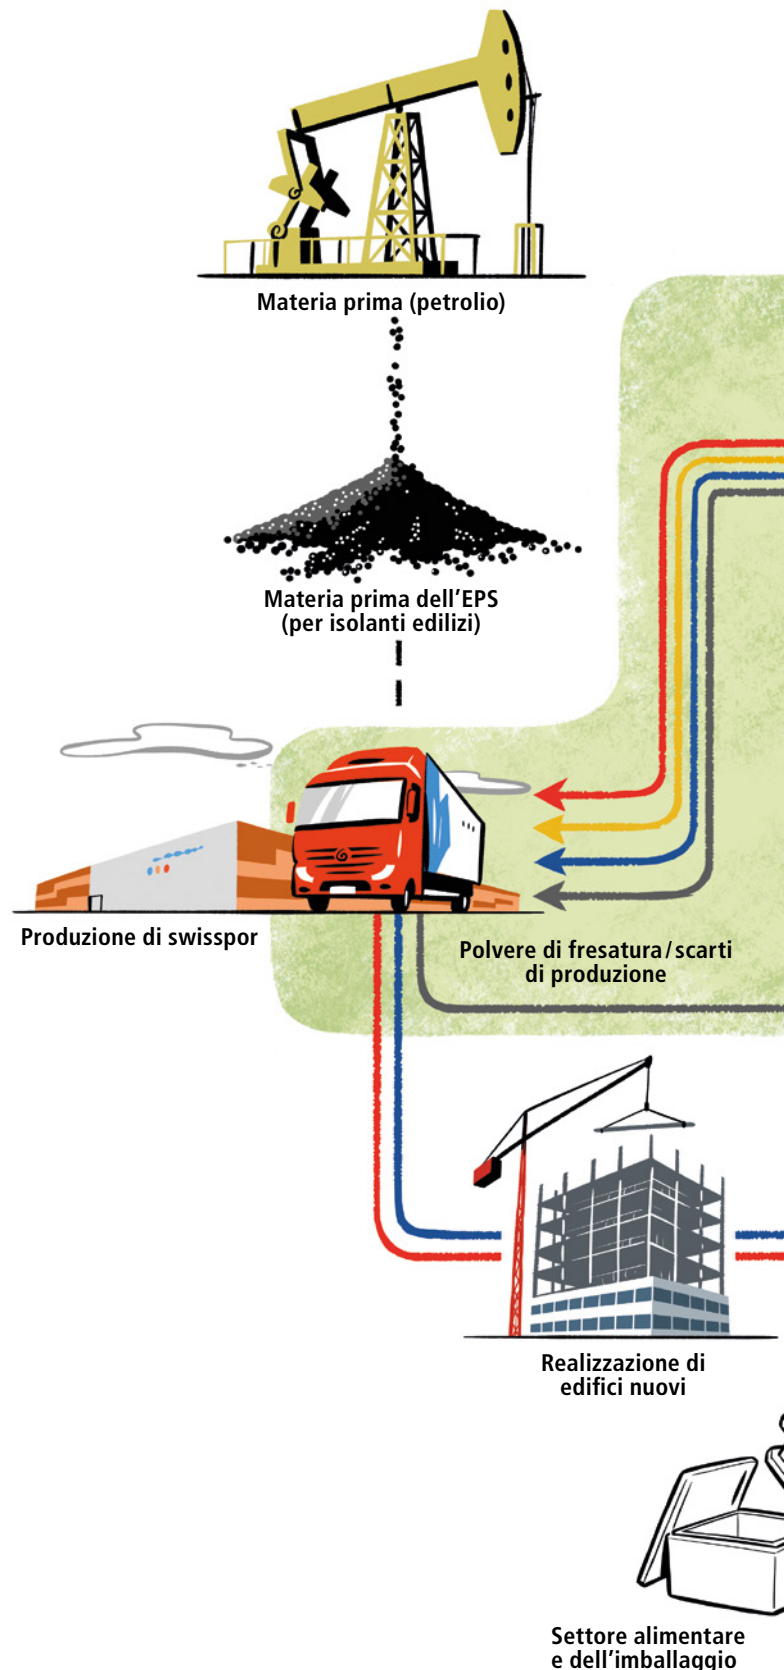 Materia prima (petrolio)
Materia prima dell’EPS
(per isolanti edilizi)
Produzione di swisspor
Polvere di fresatura/scarti
di produzione
Realizzazione di
edifici nuovi
Settore alimentare
e dell’imballaggio